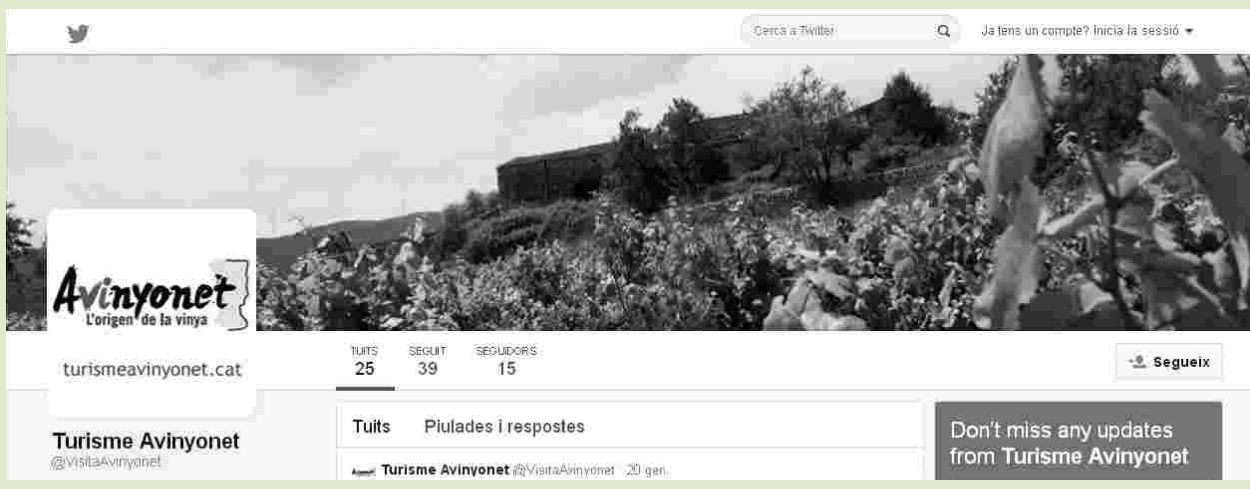 Cerca a Twitter
Ja tens un compte? Inicia la sessió
Avinyonet
L'origen de la vinya
turismeavinyonet.cat
TUITS SEGUIT SEGUIDORS
25 39 15
Segueix
Turisme Avinyonet
@VisitaAvinyonet
Tuits Piulades i respostes
Turisme Avinyonet @VisitaAvinyonet 20 gen.
Don't miss any updates
from Turisme Avinyonet